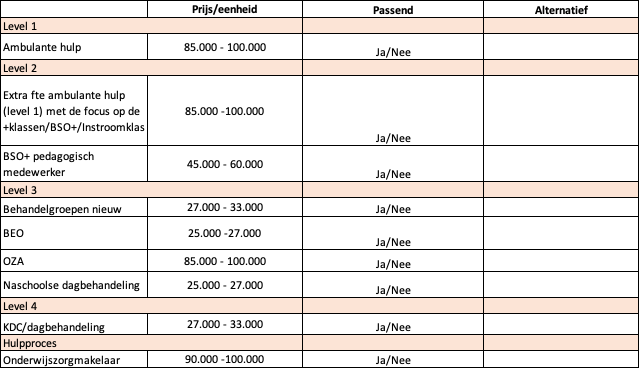 Prijs/eenheid Passend Alternatief
Level 1
Ambulante hulp 85.000 - 100.000 Ja/Nee
Level 2
Extra fte ambulante hulp
(level 1) met de focus op de
+klassen/BSO+/Instroomklas 85.000 -100.000 Ja/Nee
BSO+ pedagogisch
medewerker 45.000 - 60.000 Ja/Nee
Level 3
Behandelgroepen nieuw 27.000 - 33.000 Ja/Nee
BEO 25.000 -27.000 Ja/Nee
OZA 85.000 - 100.000 Ja/Nee
Naschoolse dagbehandeling 25.000 - 27.000 Ja/Nee
Level 4
KDC/dagbehandeling 27.000 - 33.000 Ja/Nee
Hulpproces
Onderwijszorgmakelaar 90.000 -100.000 Ja/Nee